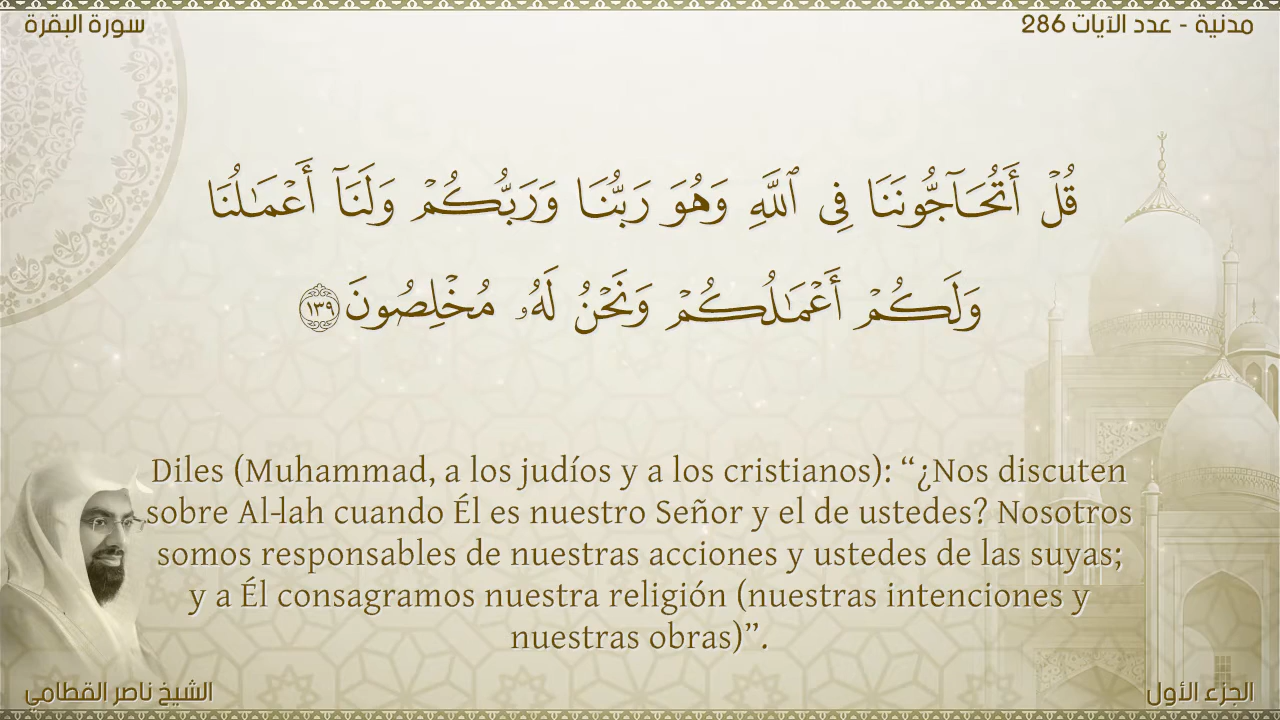 سورة البقرة
مدنية - عدد الآيات 286
قُلْ أَتُحَآجُّونَنَا فِى ٱللَّهِ وَهُوَ رَبُّنَا وَرَبُّكُمْ وَلَنَآ أَعْمَـٰلُنَا
وَلَكُمْ أَعْمَـٰلُكُمْ وَنَحْنُ لَهُۥ مُخْلِصُونَ ١٣٩
Diles (Muhammad, a los judíos y a los cristianos): “¿Nos discuten
sobre Al-lah cuando Él es nuestro Señor y el de ustedes? Nosotros
somos responsables de nuestras acciones y ustedes de las suyas;
y a Él consagramos nuestra religión (nuestras intenciones y
nuestras obras)”.
الشيخ ناصر القطامي
الجزء الأول